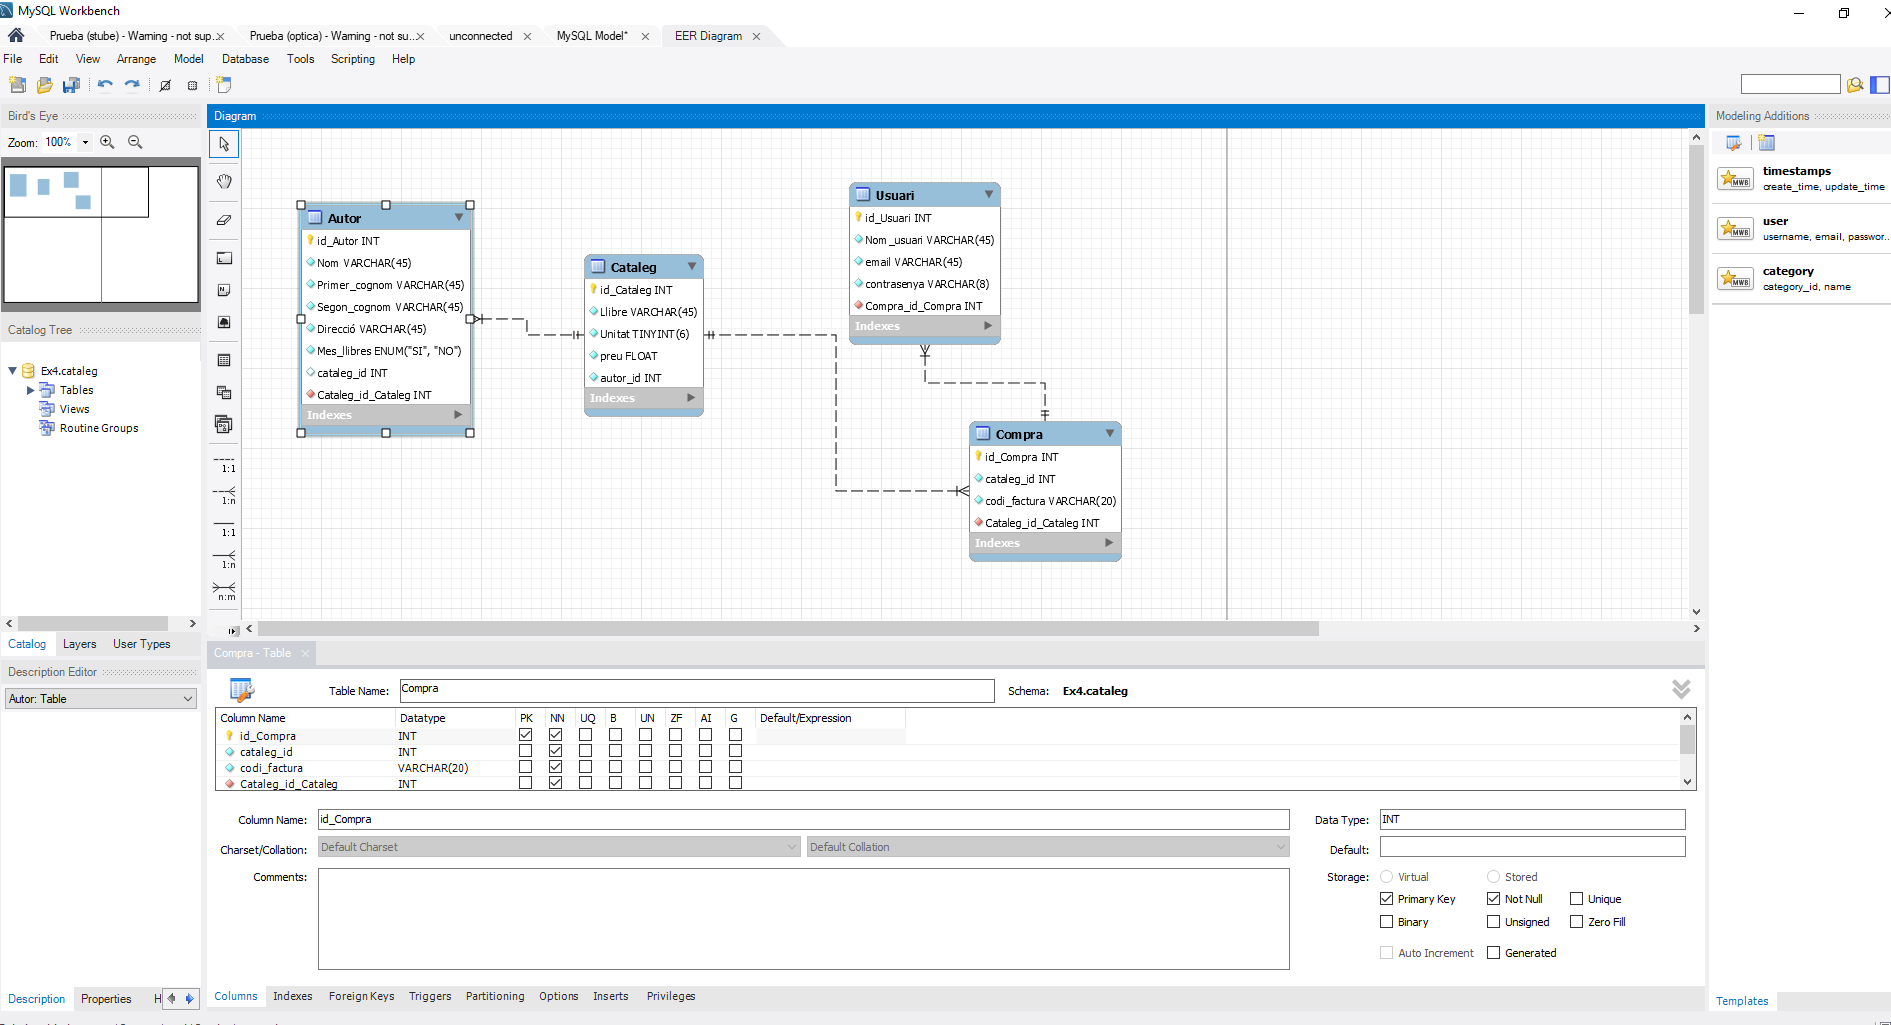 MySQL Workbench
Prueba (stube) - Warning - not sup...
Prueba (optica) - Warning - not su...
unconnected
MySQL Model*
EER Diagram
File Edit View Arrange Model Database Tools Scripting Help
Bird's Eye
Zoom: 100%
Catalog Tree
Ex4.cataleg
Tables
Views
Routine Groups
Catalog Layers User Types
Description Editor
Autor: Table
Description Properties H
Diagram
1:1
1:n
1:1
1:n
n:m
Autor
id_Autor INT
Nom VARCHAR(45)
Primer_cognom VARCHAR(45)
Segon_cognom VARCHAR(45)
Direcció VARCHAR(45)
Mes_llibres ENUM("SI", "NO")
cataleg_id INT
Cataleg_id_Cataleg INT
Indexes
Cataleg
id_Cataleg INT
Llibre VARCHAR(45)
Unitat TINYINT(6)
preu FLOAT
autor_id INT
Indexes
Usuari
id_Usuari INT
Nom_usuari VARCHAR(45)
email VARCHAR(45)
contrasenya VARCHAR(8)
Compra_id_Compra INT
Indexes
Compra
id_Compra INT
cataleg_id INT
codi_factura VARCHAR(20)
Cataleg_id_Cataleg INT
Indexes
Modeling Additions
timestamps
create_time, update_time
user
username, email, passwor...
category
category_id, name
Templates
Compra - Table
Table Name: Compra Schema: Ex4.cataleg
Column Name Datatype PK NN UQ B UN ZF AI G Default/Expression
id_Compra INT
cataleg_id INT
codi_factura VARCHAR(20)
Cataleg_id_Cataleg INT
Column Name: id_Compra Data Type: INT
Charset/Collation: Default Charset Default Collation Default:
Comments: Storage: Virtual Stored
Primary Key Not Null Unique
Binary Unsigned Zero Fill
Auto Increment Generated
Columns Indexes Foreign Keys Triggers Partitioning Options Inserts Privileges